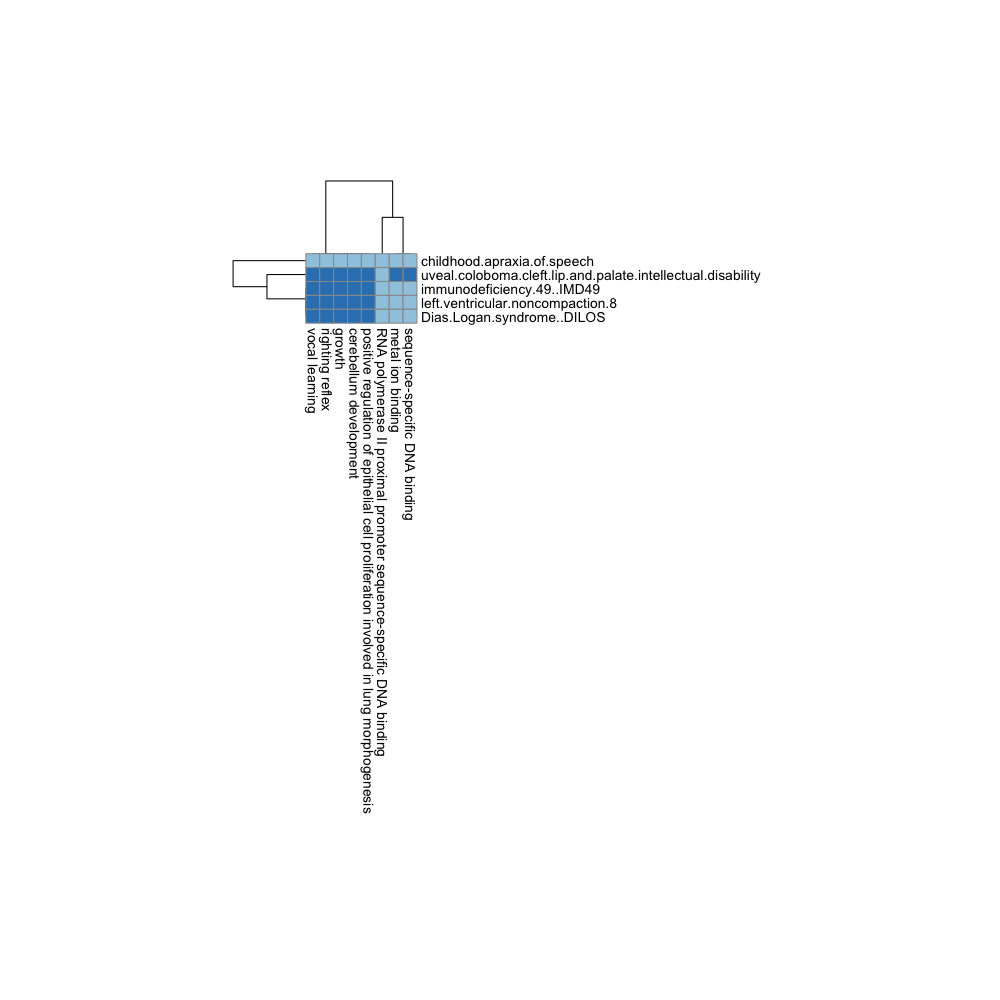 childhood.apraxia.of.speech
uveal.coloboma.cleft.lip.and.palate.intellectual.disability
immunodeficiency.49..IMD49
left.ventricular.noncompaction.8
Dias.Logan.syndrome..DILOS
vocal learning
righting reflex
growth
cerebellum development
positive regulation of epithelial cell proliferation involved in lung morphogenesis
RNA polymerase II proximal promoter sequence-specific DNA binding
metal ion binding
sequence-specific DNA binding